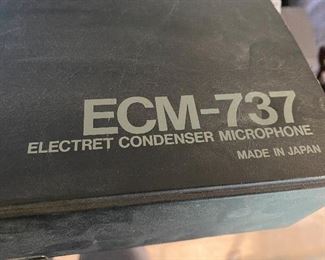 ECM-737
ELECTRET CONDENSER MICROPHONE
MADE IN JAPAN